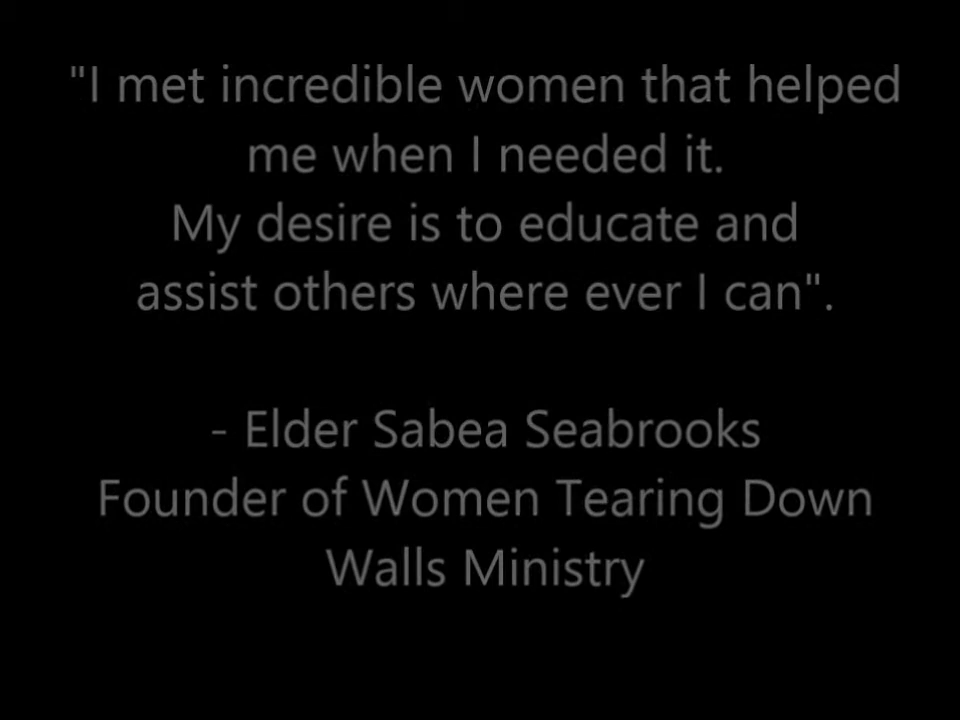 "I met incredible women that helped
me when I needed it.
My desire is to educate and
assist others where ever I can".
- Elder Sabea Seabrooks
Founder of Women Tearing Down
Walls Ministry